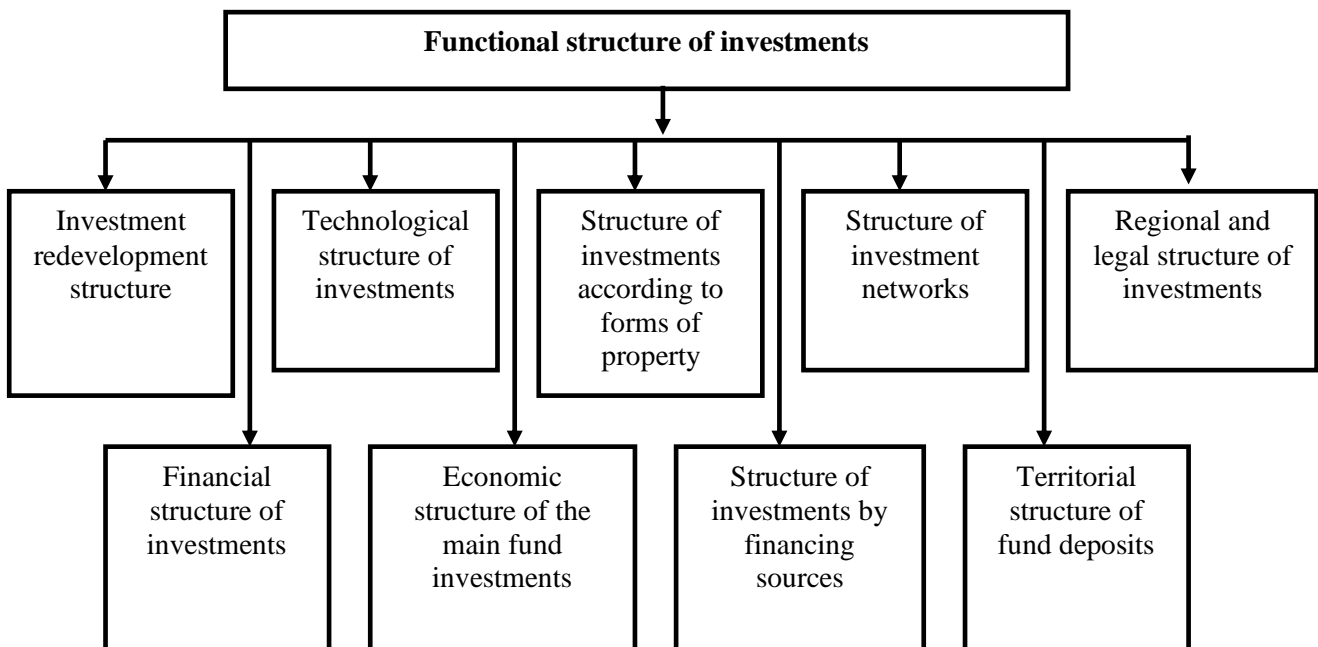 Functional structure of investments
Investment
redevelopment
structure
Technological
structure of
investments
Structure of
investments
according to
forms of
property
Structure of
investment
networks
Regional and
legal structure of
investments
Financial
structure of
investments
Economic
structure of the
main fund
investments
Structure of
investments by
financing
sources
Territorial
structure of
fund deposits